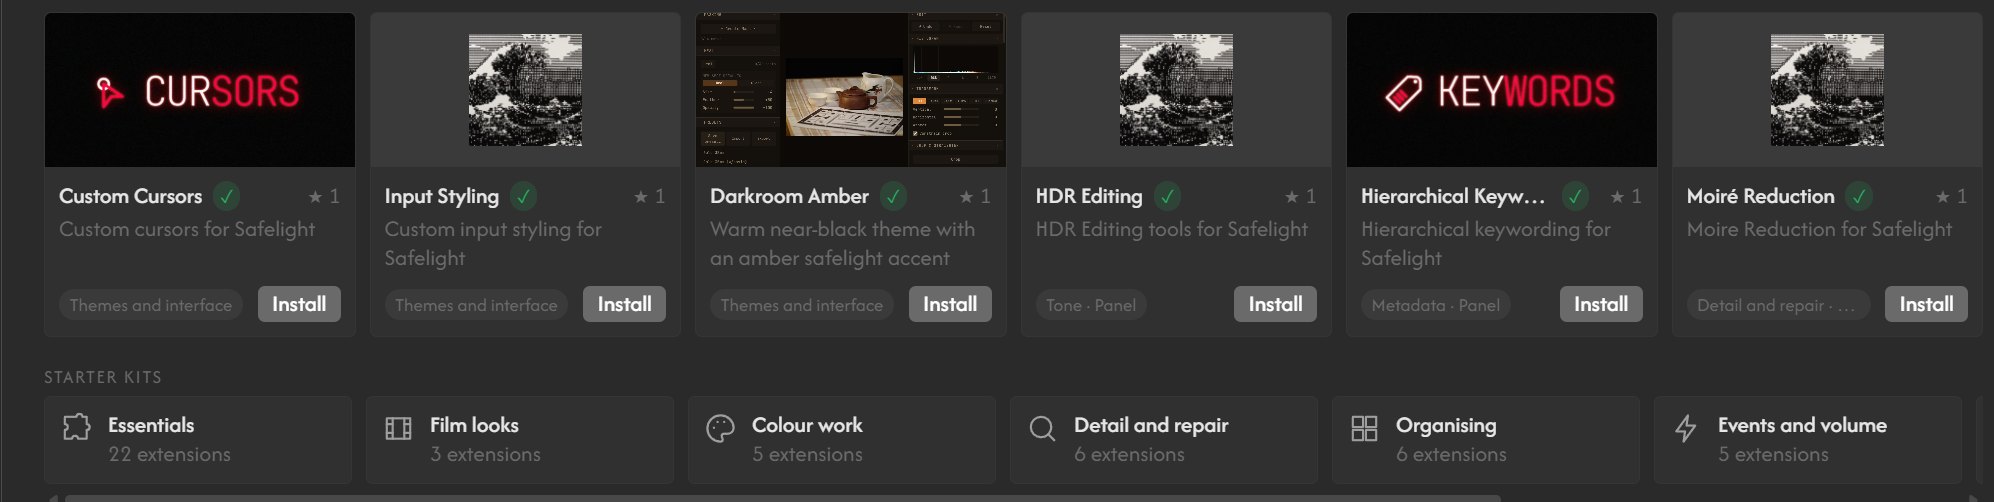 CURSORS
KEYWORDS
Custom Cursors ✓ ★ 1
Custom cursors for Safelight
Themes and interface Install
Input Styling ✓ ★ 1
Custom input styling for
Safelight
Themes and interface Install
Darkroom Amber ✓ ★ 1
Warm near-black theme with
an amber safelight accent
Themes and interface Install
HDR Editing ✓ ★ 1
HDR Editing tools for Safelight
Tone · Panel Install
Hierarchical Keyw... ✓ ★ 1
Hierarchical keywording for
Safelight
Metadata · Panel Install
Moiré Reduction ✓ ★ 1
Moire Reduction for Safelight
Detail and repair · ... Install
STARTER KITS
Essentials
22 extensions
Film looks
3 extensions
Colour work
5 extensions
Detail and repair
6 extensions
Organising
6 extensions
Events and volume
5 extensions